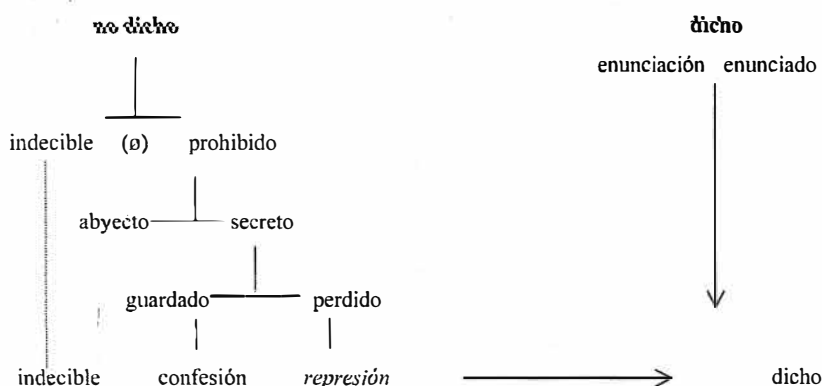 no dicho dicho
enunciación enunciado
indecible (ø) prohibido
abyecto secreto
guardado perdido
indecible confesión represión dicho